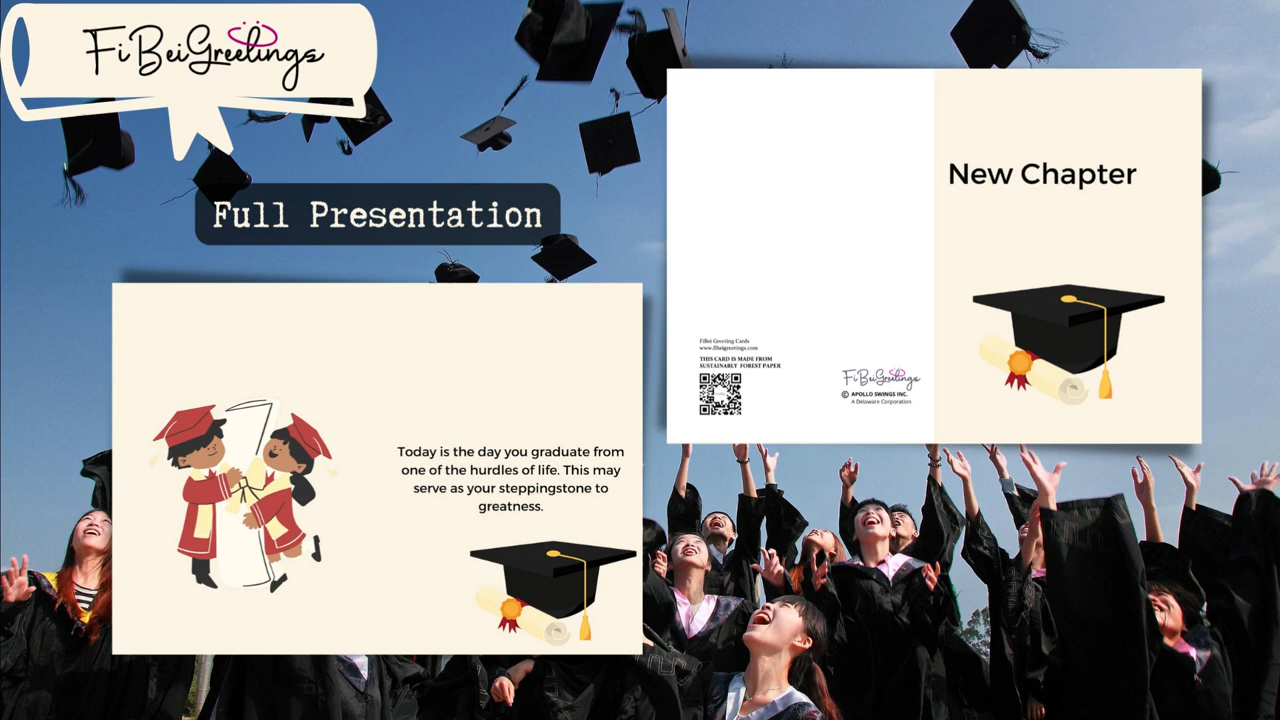 FiBeiGreetings
Full Presentation
New Chapter
FiBei Greeting Cards
www.fibeigreetings.com
THIS CARD IS MADE FROM
SUSTAINABLY FOREST PAPER
FiBeiGreetings
© APOLLO SWINGS INC.
A Delaware Corporation
Today is the day you graduate from
one of the hurdles of life. This may
serve as your steppingstone to
greatness.